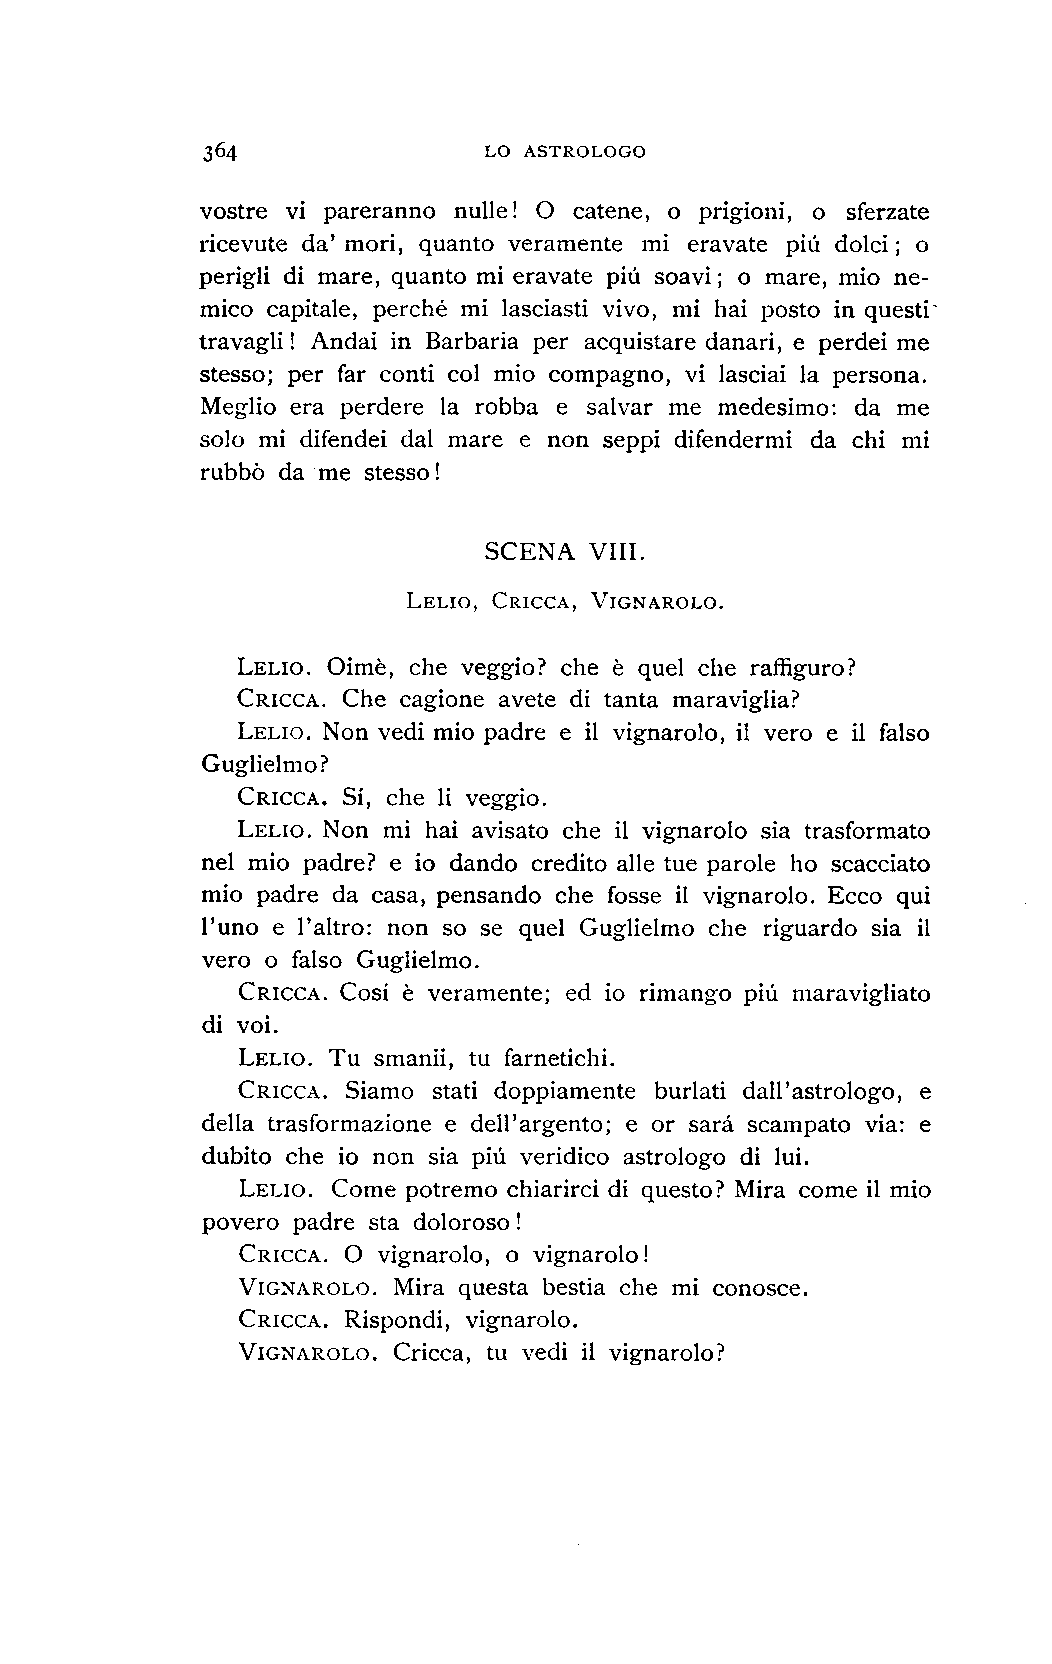 364 LO ASTROLOGO
vostre vi pareranno nulle! O catene, o prigioni, o sferzate
ricevute da' mori, quanto veramente mi eravate piú dolci; o
perigli di mare, quanto mi eravate piú soavi; o mare, mio ne-
mico capitale, perché mi lasciasti vivo, mi hai posto in questi
travagli! Andai in Barbaria per acquistare danari, e perdei me
stesso; per far conti col mio compagno, vi lasciai la persona.
Meglio era perdere la robba e salvar me medesimo: da me
solo mi difendei dal mare e non seppi difendermi da chi mi
rubbò da me stesso!
SCENA VIII.
LELIO, CRICCA, VIGNAROLO.
LELIO. Oimè, che veggio? che è quel che raffiguro?
CRICCA. Che cagione avete di tanta maraviglia?
LELIO. Non vedi mio padre e il vignarolo, il vero e il falso
Guglielmo?
CRICCA. Sí, che li veggio.
LELIO. Non mi hai avisato che il vignarolo sia trasformato
nel mio padre? e io dando credito alle tue parole ho scacciato
mio padre da casa, pensando che fosse il vignarolo. Ecco qui
l'uno e l'altro: non so se quel Guglielmo che riguardo sia il
vero o falso Guglielmo.
CRICCA. Cosí è veramente; ed io rimango piú maravigliato
di voi.
LELIO. Tu smanii, tu farnetichi.
CRICCA. Siamo stati doppiamente burlati dall'astrologo, e
della trasformazione e dell'argento; e or sará scampato via: e
dubito che io non sia piú veridico astrologo di lui.
LELIO. Come potremo chiarirci di questo? Mira come il mio
povero padre sta doloroso!
CRICCA. O vignarolo, o vignarolo!
VIGNAROLO. Mira questa bestia che mi conosce.
CRICCA. Rispondi, vignarolo.
VIGNAROLO. Cricca, tu vedi il vignarolo?